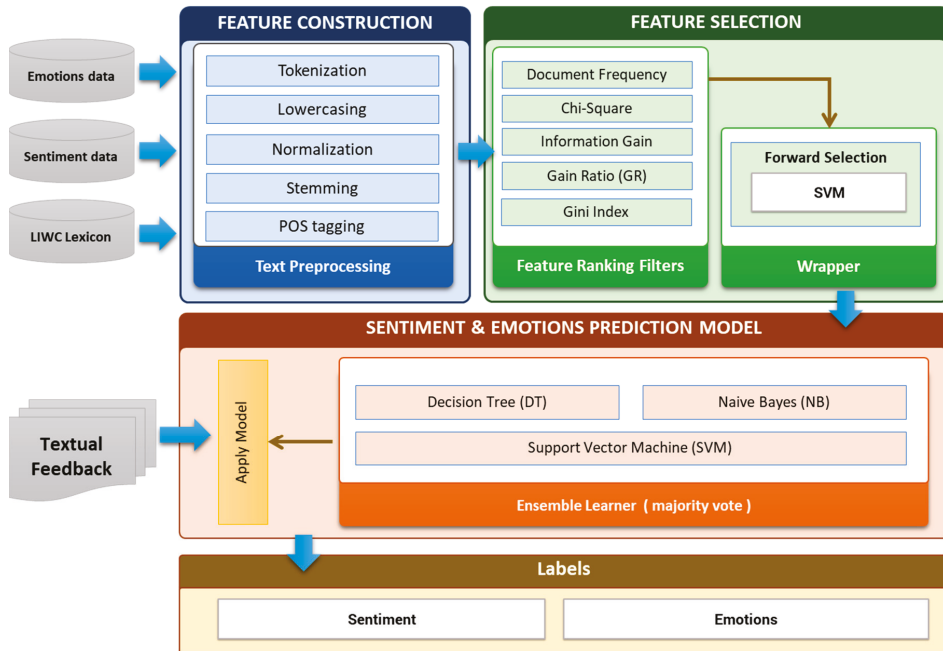 FEATURE CONSTRUCTION
FEATURE SELECTION
Emotions data
Sentiment data
LIWC Lexicon
Tokenization
Lowercasing
Normalization
Stemming
POS tagging
Text Preprocessing
Document Frequency
Chi-Square
Information Gain
Gain Ratio (GR)
Gini Index
Feature Ranking Filters
Forward Selection
SVM
Wrapper
SENTIMENT & EMOTIONS PREDICTION MODEL
Textual
Feedback
Apply Model
Decision Tree (DT)
Naive Bayes (NB)
Support Vector Machine (SVM)
Ensemble Learner ( majority vote )
Labels
Sentiment
Emotions